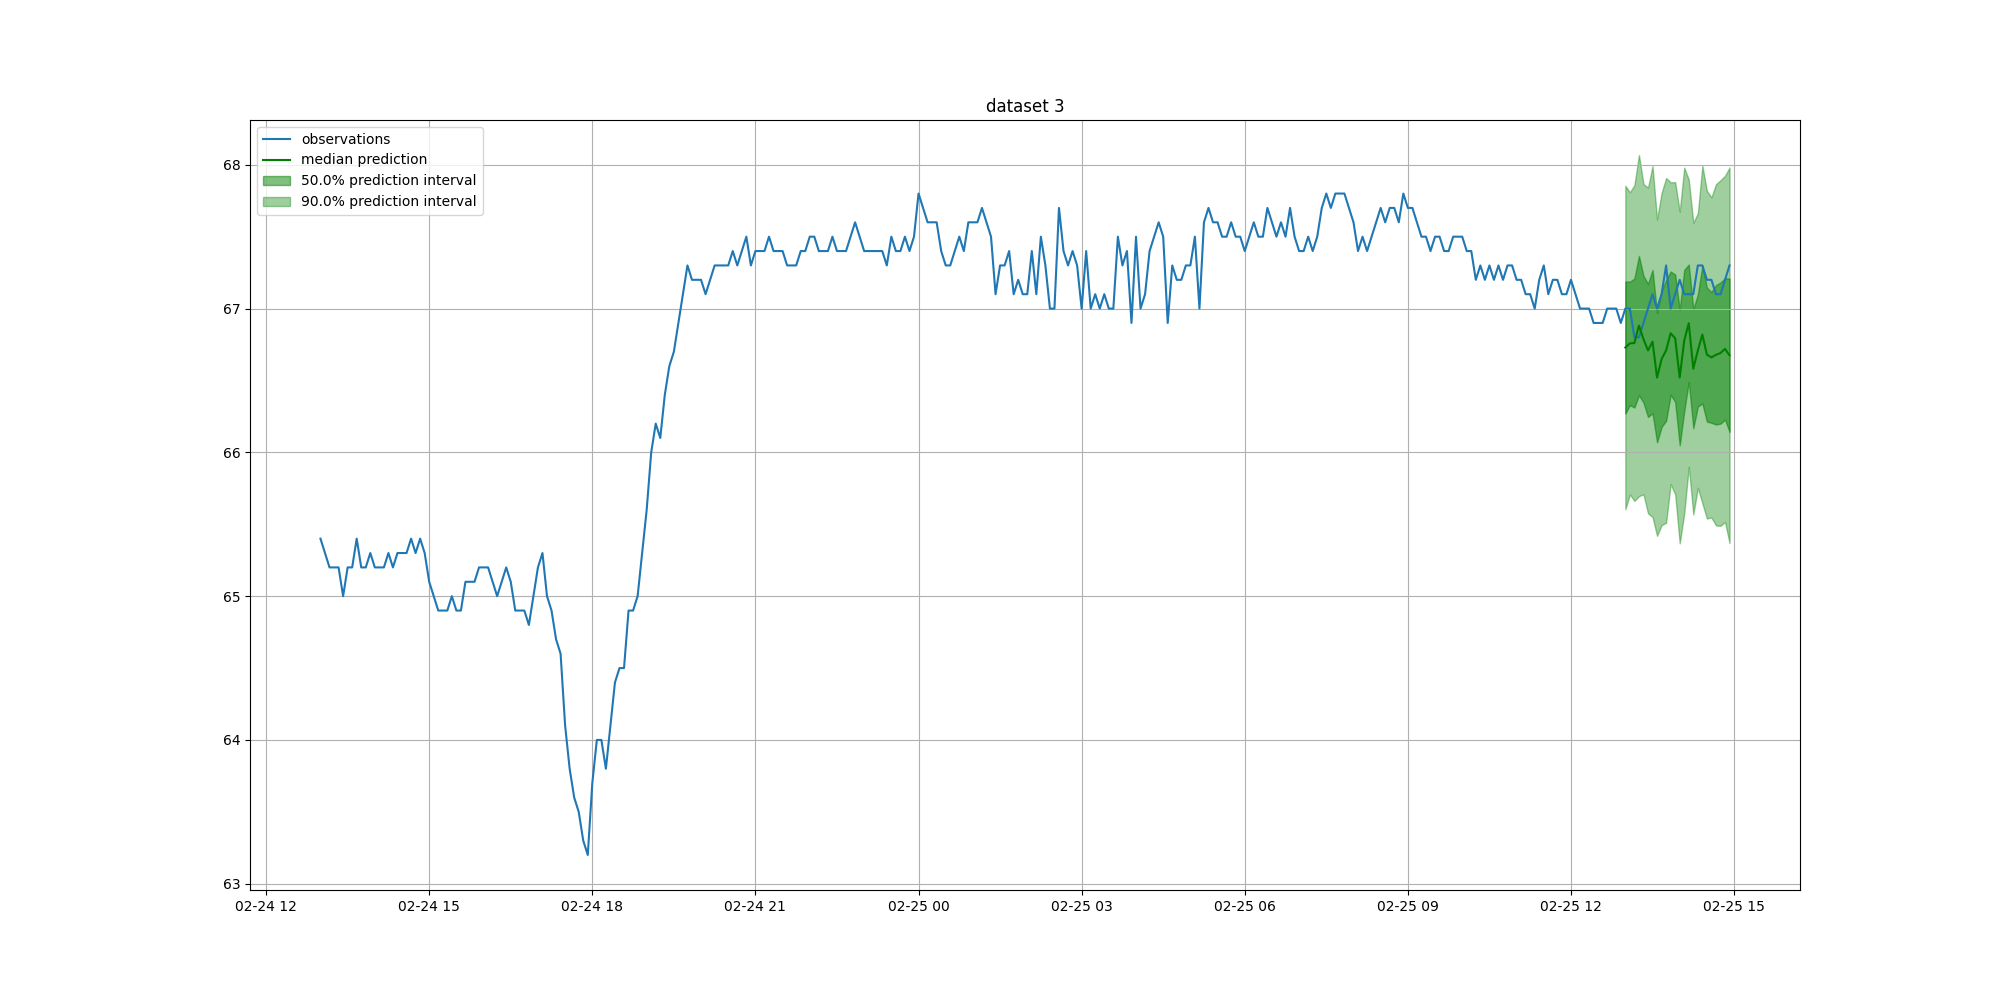 dataset 3
observations
median prediction
50.0% prediction interval
90.0% prediction interval
68
67
66
65
64
63
02-24 12 02-24 15 02-24 18 02-24 21 02-25 00 02-25 03 02-25 06 02-25 09 02-25 12 02-25 15